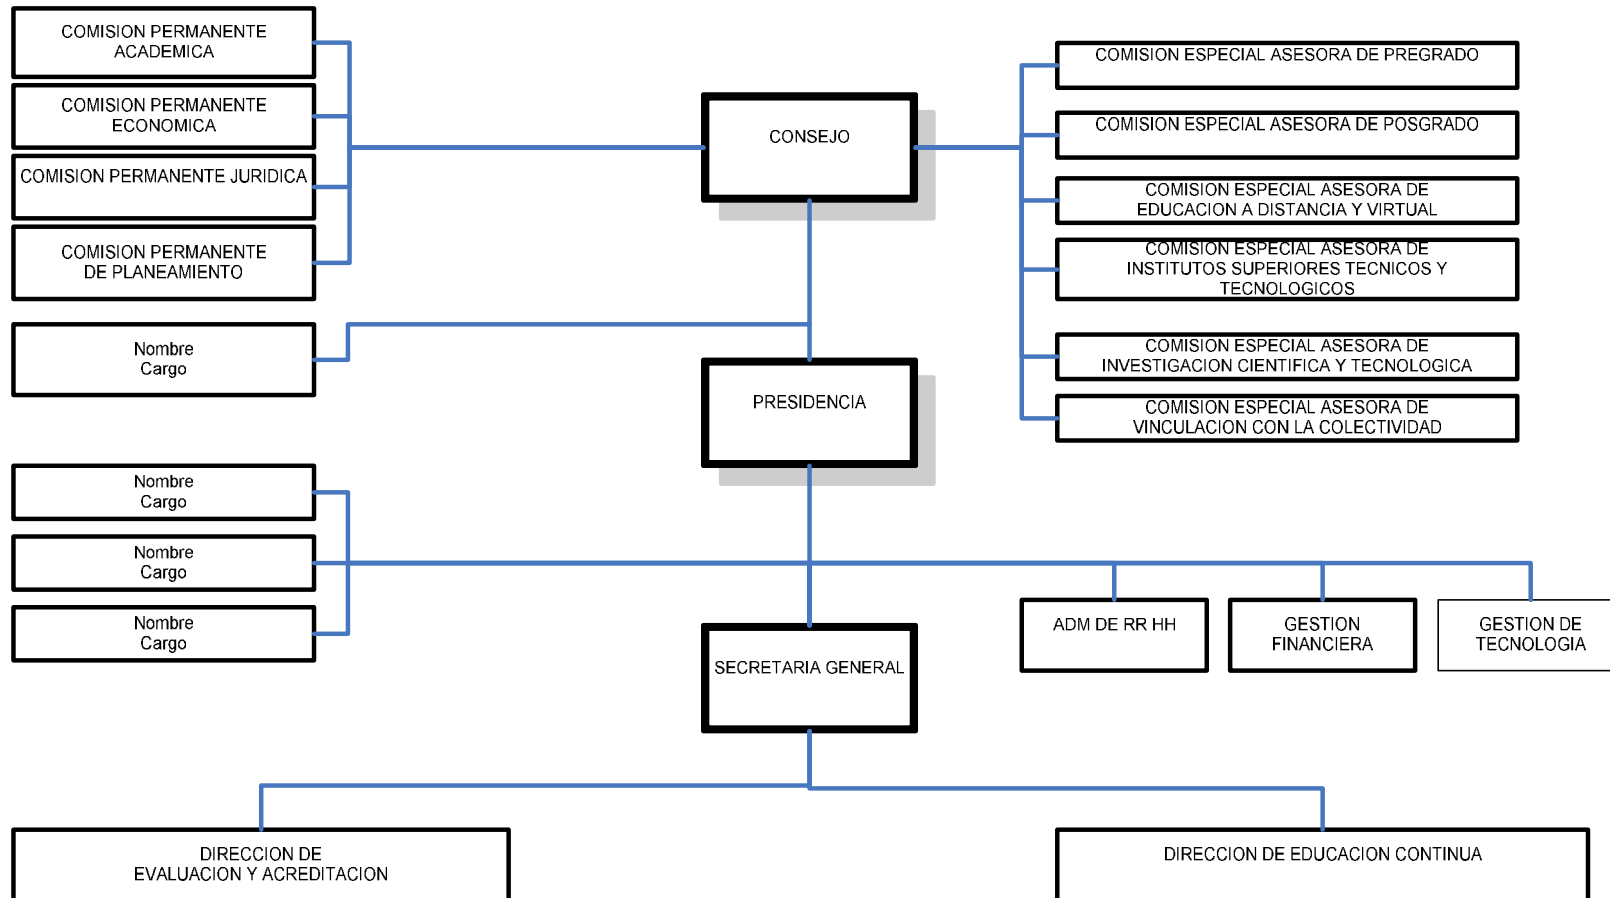 COMISION PERMANENTE
ACADEMICA
COMISION PERMANENTE
ECONOMICA
COMISION PERMANENTE JURIDICA
COMISION PERMANENTE
DE PLANEAMIENTO
Nombre
Cargo
CONSEJO
COMISION ESPECIAL ASESORA DE PREGRADO
COMISION ESPECIAL ASESORA DE POSGRADO
COMISION ESPECIAL ASESORA DE
EDUCACION A DISTANCIA Y VIRTUAL
COMISION ESPECIAL ASESORA DE
INSTITUTOS SUPERIORES TECNICOS Y
TECNOLOGICOS
COMISION ESPECIAL ASESORA DE
INVESTIGACION CIENTIFICA Y TECNOLOGICA
COMISION ESPECIAL ASESORA DE
VINCULACION CON LA COLECTIVIDAD
PRESIDENCIA
Nombre
Cargo
Nombre
Cargo
Nombre
Cargo
ADM DE RR HH
GESTION
FINANCIERA
GESTION DE
TECNOLOGIA
SECRETARIA GENERAL
DIRECCION DE
EVALUACION Y ACREDITACION
DIRECCION DE EDUCACION CONTINUA